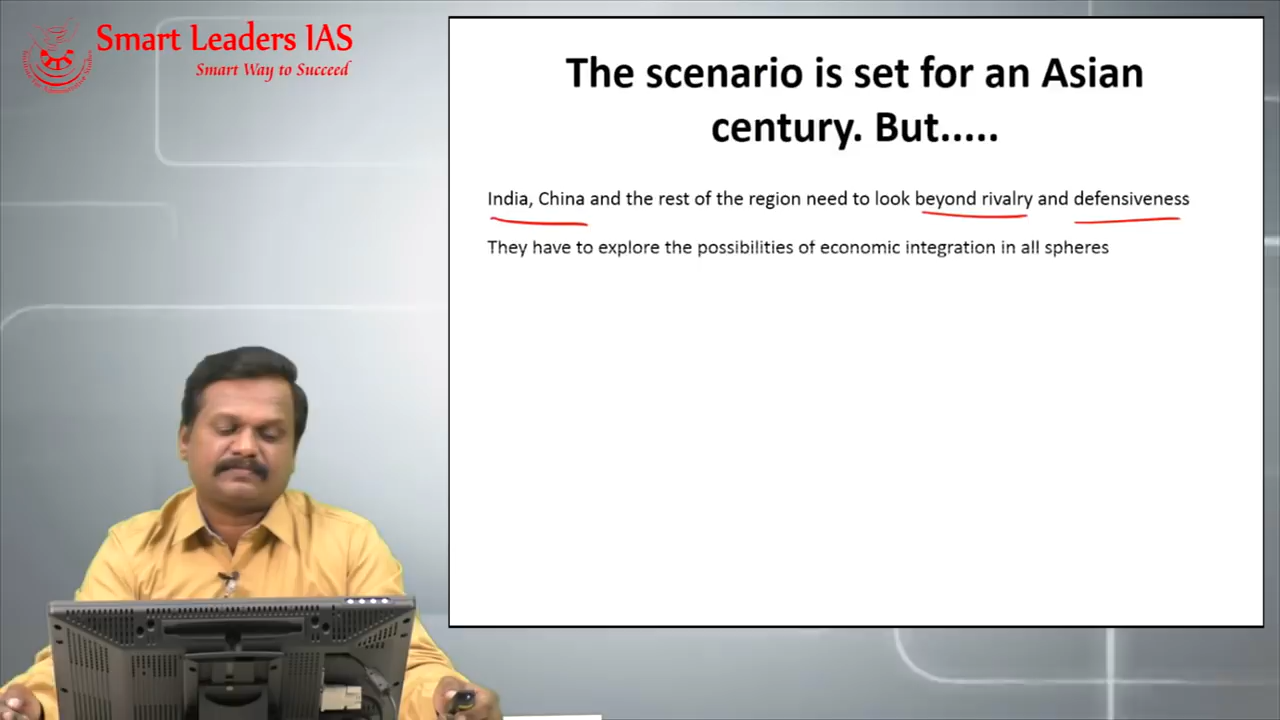 Smart Leaders IAS
Smart Way to Succeed
The scenario is set for an Asian
century. But.....
India, China and the rest of the region need to look beyond rivalry and defensiveness
They have to explore the possibilities of economic integration in all spheres